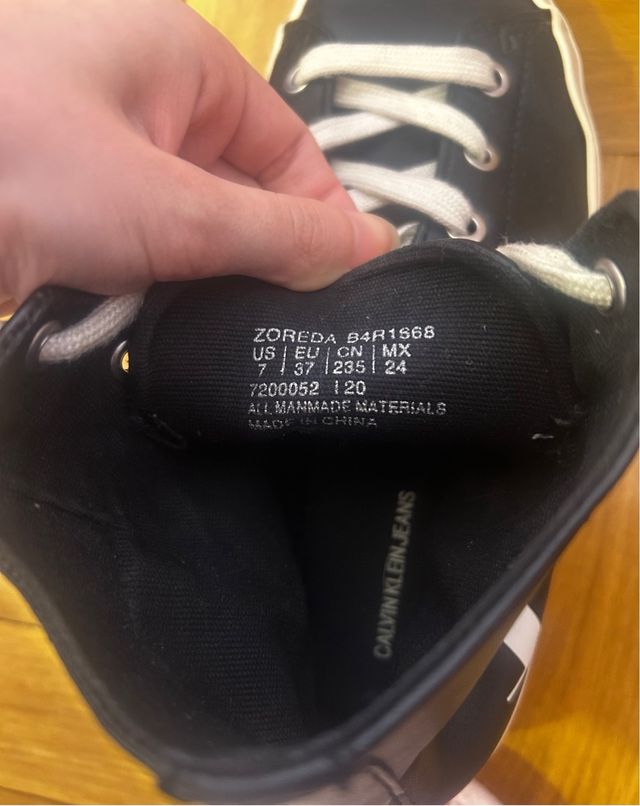 ZOREDA B4R1668
US | EU | CN | MX
7 | 37 | 235 | 24
7200052 | 20
ALL MANMADE MATERIALS
MADE IN CHINA
CALVIN KLEIN JEANS